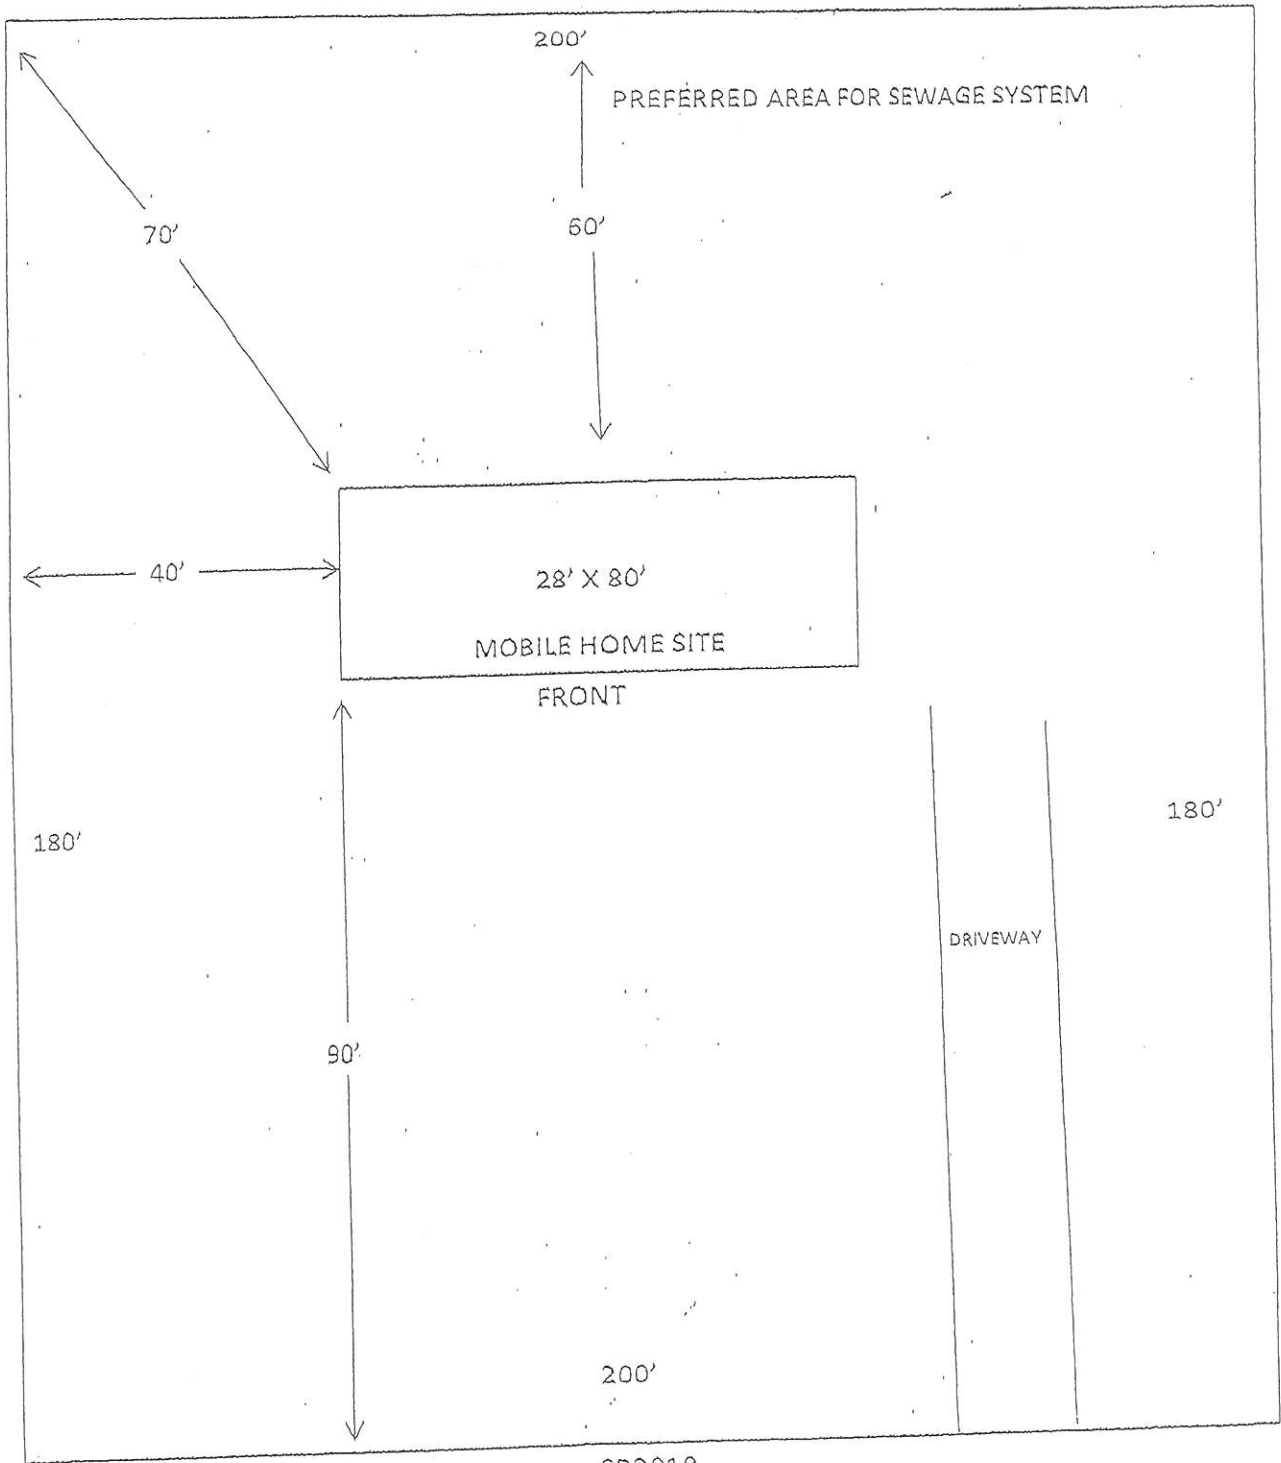 200'
PREFERRED AREA FOR SEWAGE SYSTEM
70'
60'
40'
28' X 80'
MOBILE HOME SITE
FRONT
180'
180'
DRIVEWAY
90'
200'